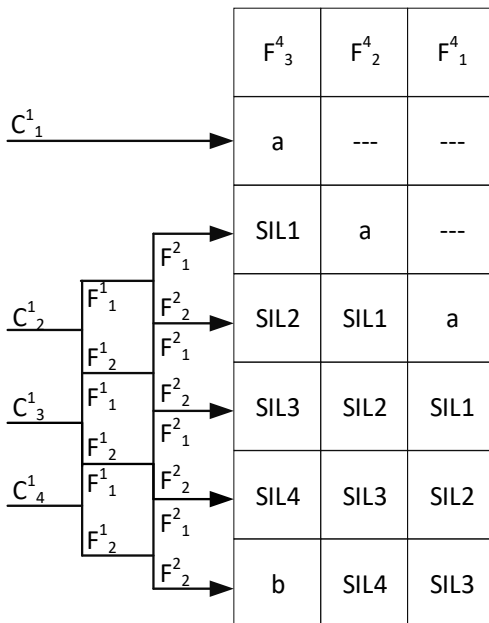 F⁴₃ F⁴₂ F⁴₁
C¹₁
a --- ---
SIL1 a ---
F²₁
F¹₁ F²₂
C¹₂
SIL2 SIL1 a
F¹₂ F²₁
F¹₁ F²₂
C¹₃
SIL3 SIL2 SIL1
F¹₂ F²₁
F¹₁ F²₂
C¹₄
SIL4 SIL3 SIL2
F¹₂ F²₁
F²₂
b SIL4 SIL3